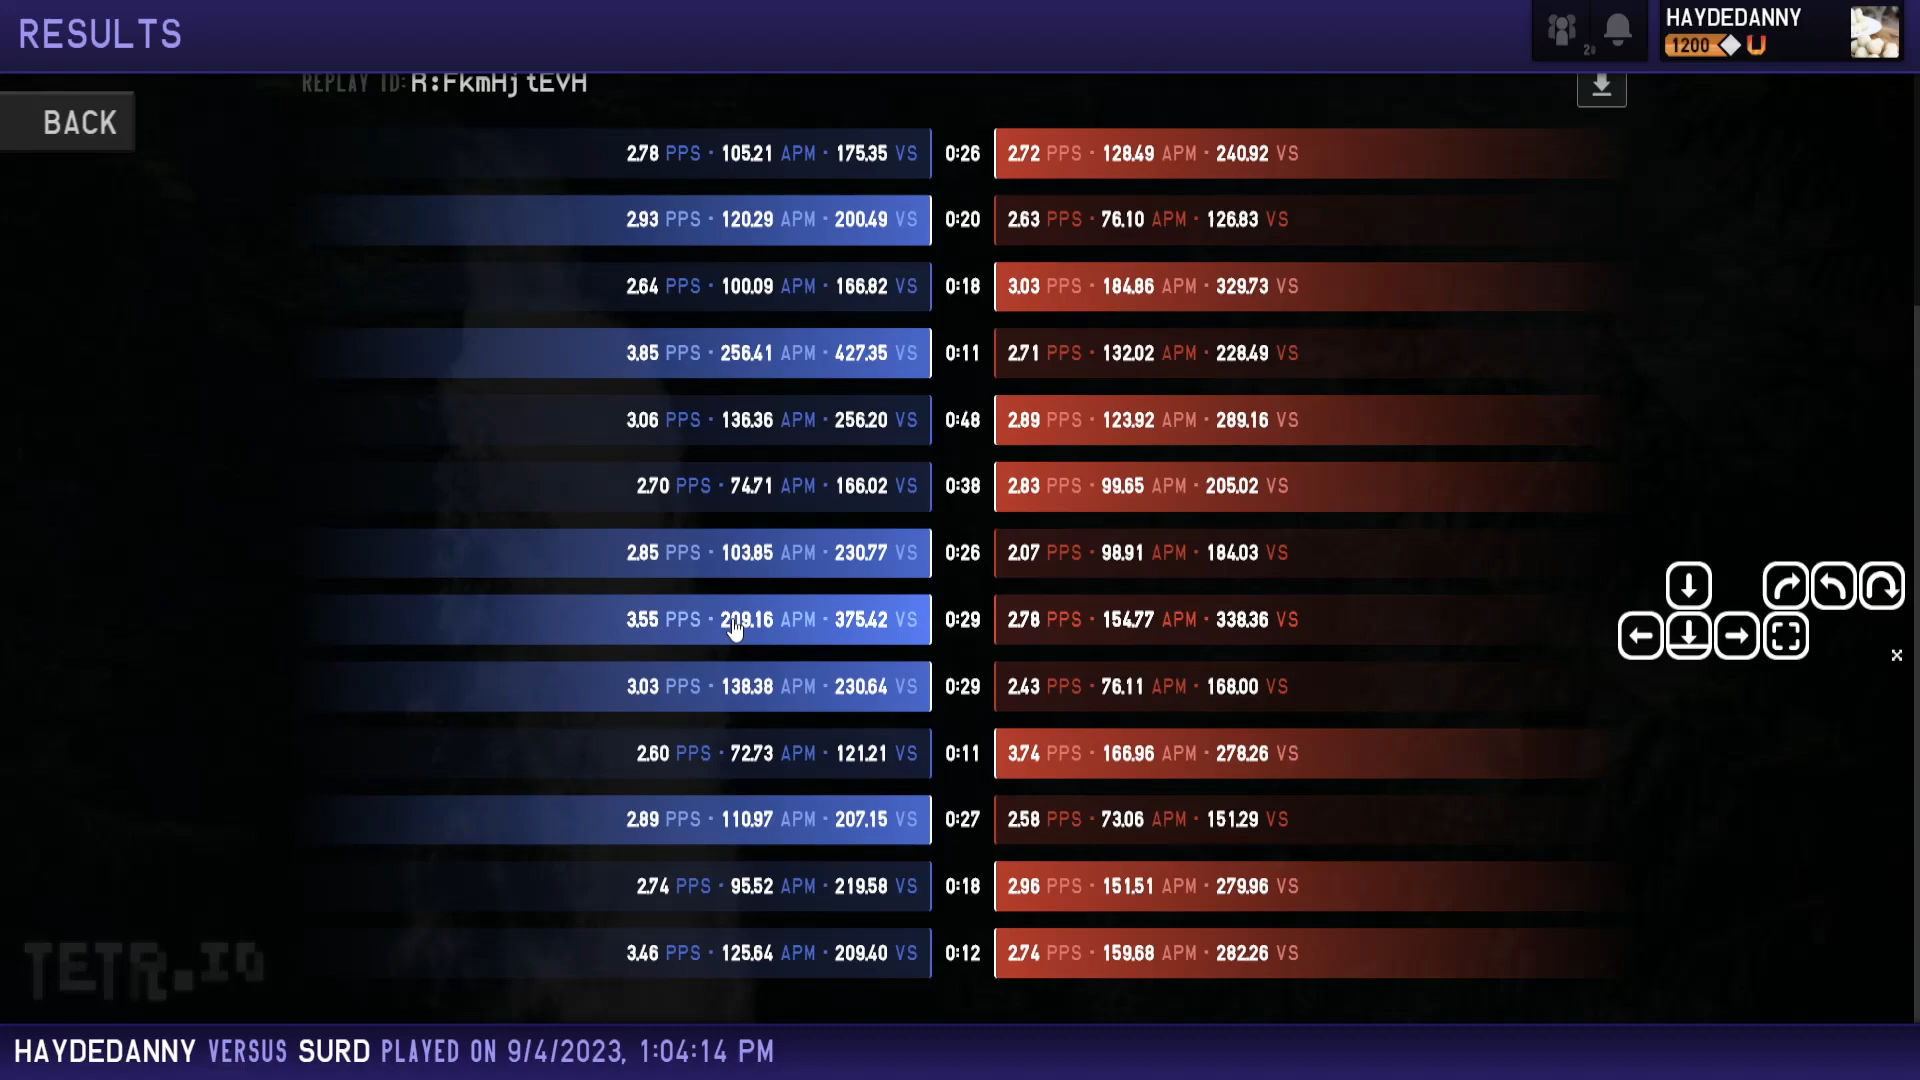 RESULTS
20
HAYDEDANNY
1200
REPLAY ID: R:FkmHjtEVH
BACK
2.78 PPS · 105.21 APM · 175.35 VS 0:26 2.72 PPS · 128.49 APM · 240.92 VS
2.93 PPS · 120.29 APM · 200.49 VS 0:20 2.63 PPS · 76.10 APM · 126.83 VS
2.64 PPS · 100.09 APM · 166.82 VS 0:18 3.03 PPS · 184.86 APM · 329.73 VS
3.85 PPS · 256.41 APM · 427.35 VS 0:11 2.71 PPS · 132.02 APM · 228.49 VS
3.06 PPS · 136.36 APM · 256.20 VS 0:48 2.89 PPS · 123.92 APM · 289.16 VS
2.70 PPS · 74.71 APM · 166.02 VS 0:38 2.83 PPS · 99.65 APM · 205.02 VS
2.85 PPS · 103.85 APM · 230.77 VS 0:26 2.07 PPS · 98.91 APM · 184.03 VS
3.55 PPS · 209.16 APM · 375.42 VS 0:29 2.78 PPS · 154.77 APM · 338.36 VS
3.03 PPS · 138.38 APM · 230.64 VS 0:29 2.43 PPS · 76.11 APM · 168.00 VS
2.60 PPS · 72.73 APM · 121.21 VS 0:11 3.74 PPS · 166.96 APM · 278.26 VS
2.89 PPS · 110.97 APM · 207.15 VS 0:27 2.58 PPS · 73.06 APM · 151.29 VS
2.74 PPS · 95.52 APM · 219.58 VS 0:18 2.96 PPS · 151.51 APM · 279.96 VS
3.46 PPS · 125.64 APM · 209.40 VS 0:12 2.74 PPS · 159.68 APM · 282.26 VS
TETR.IO
HAYDEDANNY VERSUS SURD PLAYED ON 9/4/2023, 1:04:14 PM